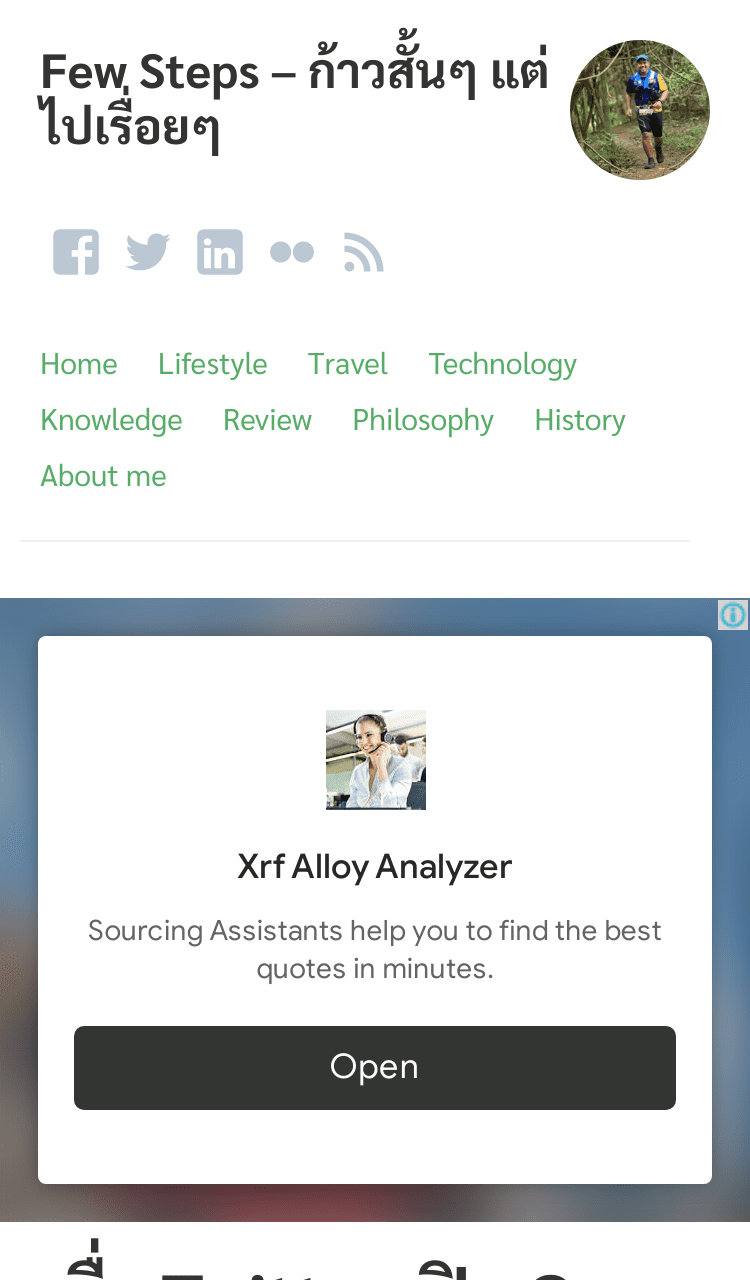 Few Steps – ก้าวสั้นๆ แต่
ไปเรื่อยๆ
Home Lifestyle Travel Technology
Knowledge Review Philosophy History
About me
Xrf Alloy Analyzer
Sourcing Assistants help you to find the best
quotes in minutes.
Open